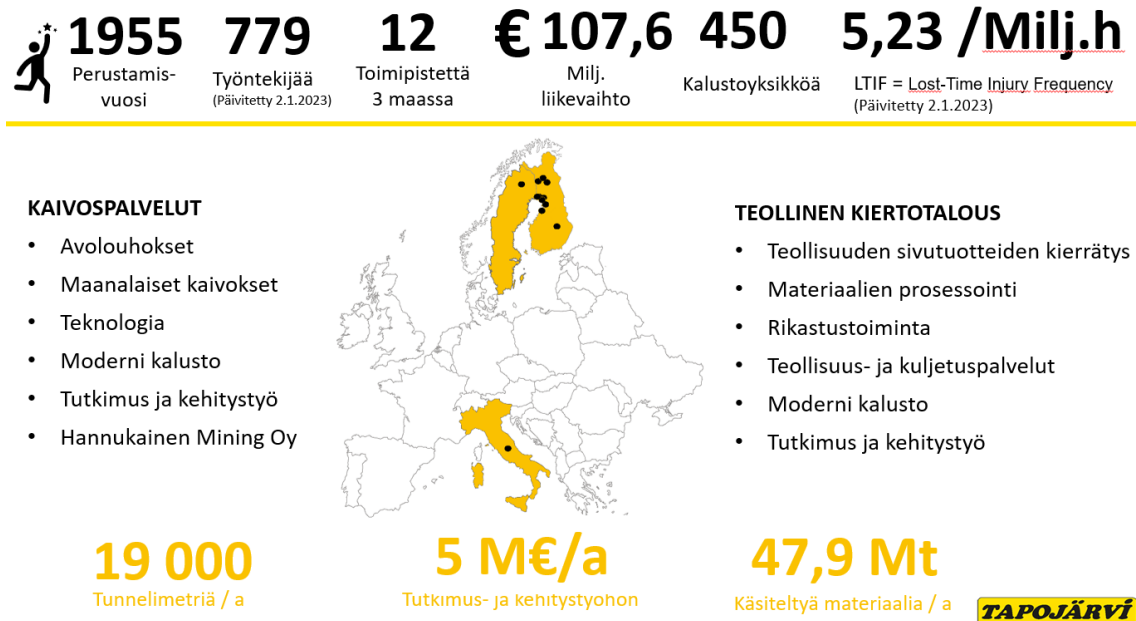 1955
Perustamis-
vuosi
779
Työntekijää
(Päivitetty 2.1.2023)
12
Toimipistettä
3 maassa
€ 107,6
Milj.
liikevaihto
450
Kalustoyksikköä
5,23 /Milj.h
LTIF = Lost-Time Injury Frequency
(Päivitetty 2.1.2023)
KAIVOSPALVELUT
• Avolouhokset
• Maanalaiset kaivokset
• Teknologia
• Moderni kalusto
• Tutkimus ja kehitystyö
• Hannukainen Mining Oy
TEOLLINEN KIERTOTALOUS
• Teollisuuden sivutuotteiden kierrätys
• Materiaalien prosessointi
• Rikastustoiminta
• Teollisuus- ja kuljetuspalvelut
• Moderni kalusto
• Tutkimus ja kehitystyö
19 000
Tunnelimetriä / a
5 M€/a
Tutkimus- ja kehitystyöhön
47,9 Mt
Käsiteltyä materiaalia / a
TAPOJÄRVI